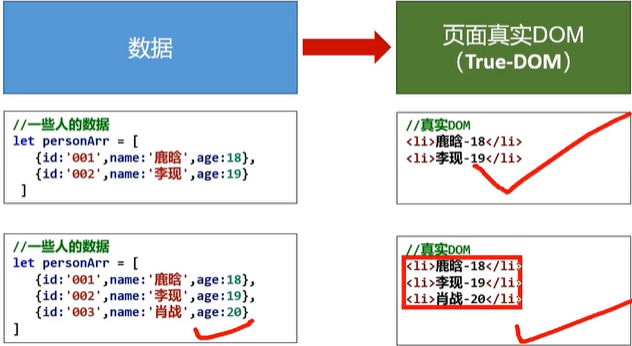 数据
页面真实DOM
（True-DOM）
//一些人的数据
let personArr = [
{id:'001',name:'鹿晗',age:18},
{id:'002',name:'李现',age:19}
]
//真实DOM
<li>鹿晗-18</li>
<li>李现-19</li>
//一些人的数据
let personArr = [
{id:'001',name:'鹿晗',age:18},
{id:'002',name:'李现',age:19},
{id:'003',name:'肖战',age:20}
]
//真实DOM
<li>鹿晗-18</li>
<li>李现-19</li>
<li>肖战-20</li>